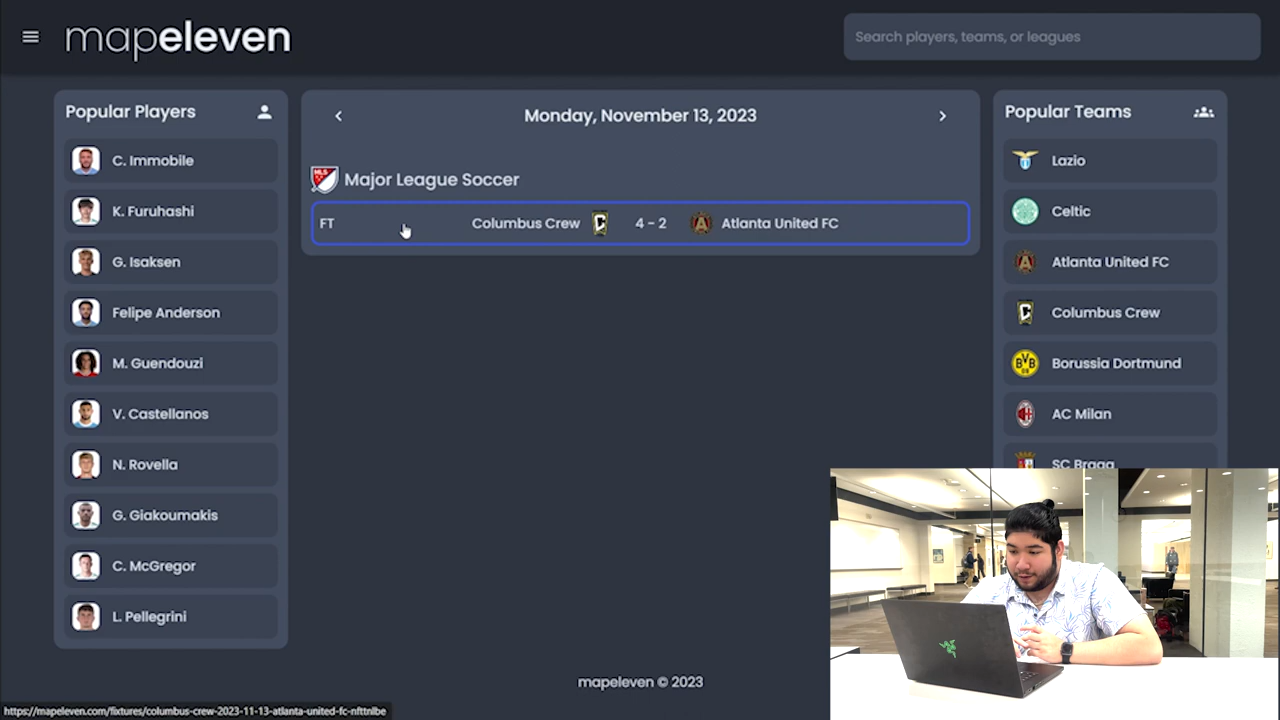 mapeleven
Search players, teams, or leagues
Popular Players
C. Immobile
K. Furuhashi
G. Isaksen
Felipe Anderson
M. Guendouzi
V. Castellanos
N. Rovella
G. Giakoumakis
C. McGregor
L. Pellegrini
Monday, November 13, 2023
MLS
Major League Soccer
FT Columbus Crew 4 - 2 Atlanta United FC
Popular Teams
Lazio
Celtic
Atlanta United FC
Columbus Crew
BVB 09
Borussia Dortmund
AC Milan
SC Braga
mapeleven © 2023
https://mapeleven.com/fixtures/columbus-crew-2023-11-13-atlanta-united-fc-nfttnlbe